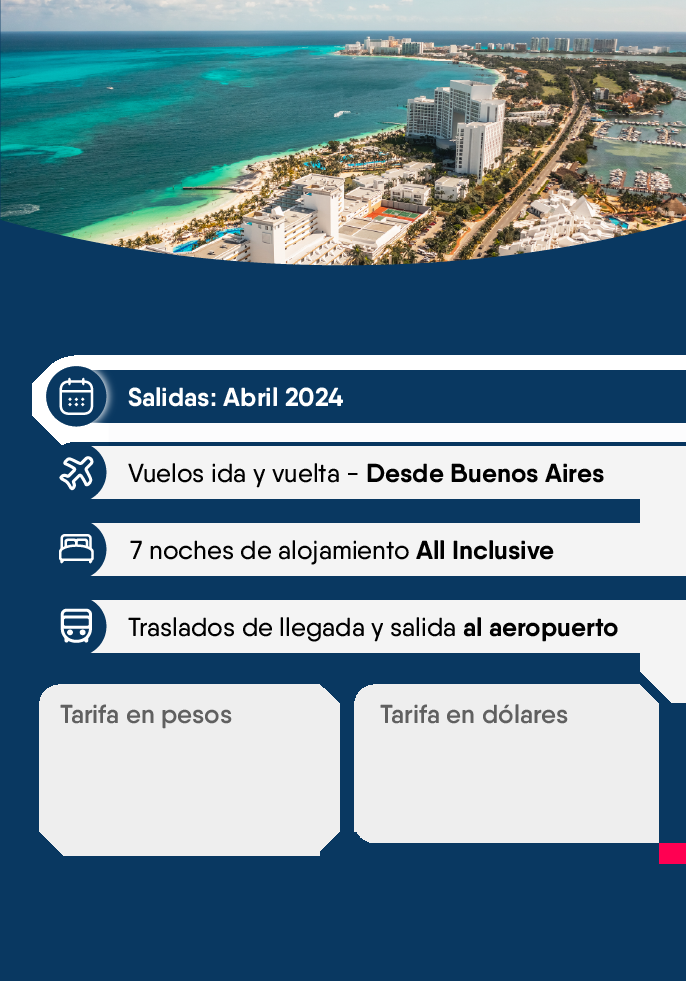 Salidas: Abril 2024
Vuelos ida y vuelta - Desde Buenos Aires
7 noches de alojamiento All Inclusive
Traslados de llegada y salida al aeropuerto
Tarifa en pesos
Tarifa en dólares